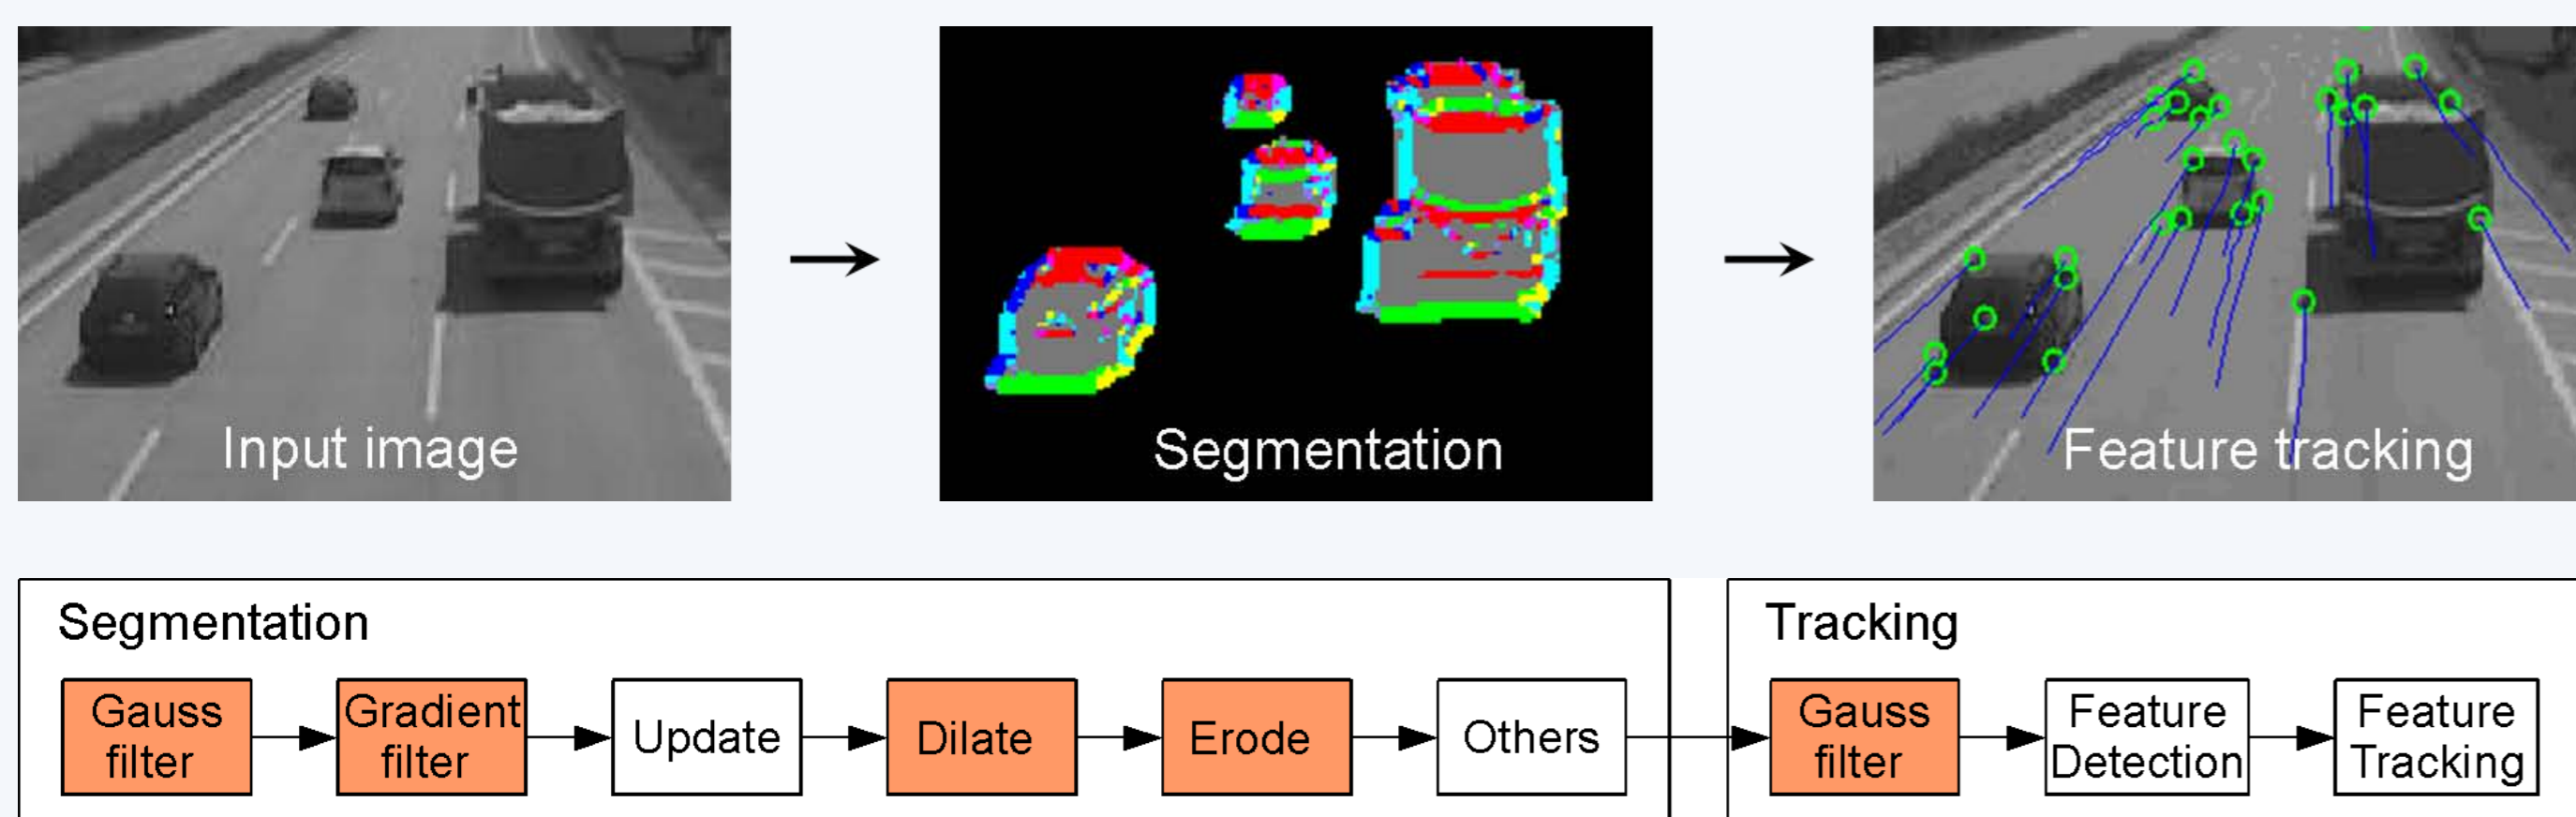 Input image
Segmentation
Feature tracking
Segmentation
Gauss
filter
Gradient
filter
Update
Dilate
Erode
Others
Tracking
Gauss
filter
Feature
Detection
Feature
Tracking